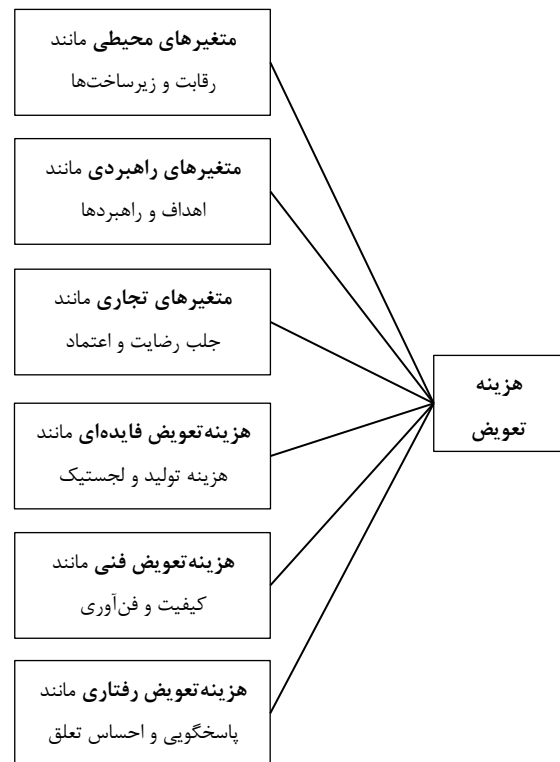 متغیرهای محیطی مانند
رقابت و زیرساخت‌ها
متغیرهای راهبردی مانند
اهداف و راهبردها
متغیرهای تجاری مانند
جلب رضایت و اعتماد
هزینه
تعویض
هزینه‌تعویض فایده‌ای مانند
هزینه تولید و لجستیک
هزینه‌تعویض فنی مانند
کیفیت و فن‌آوری
هزینه‌تعویض رفتاری مانند
پاسخگویی و احساس تعلق